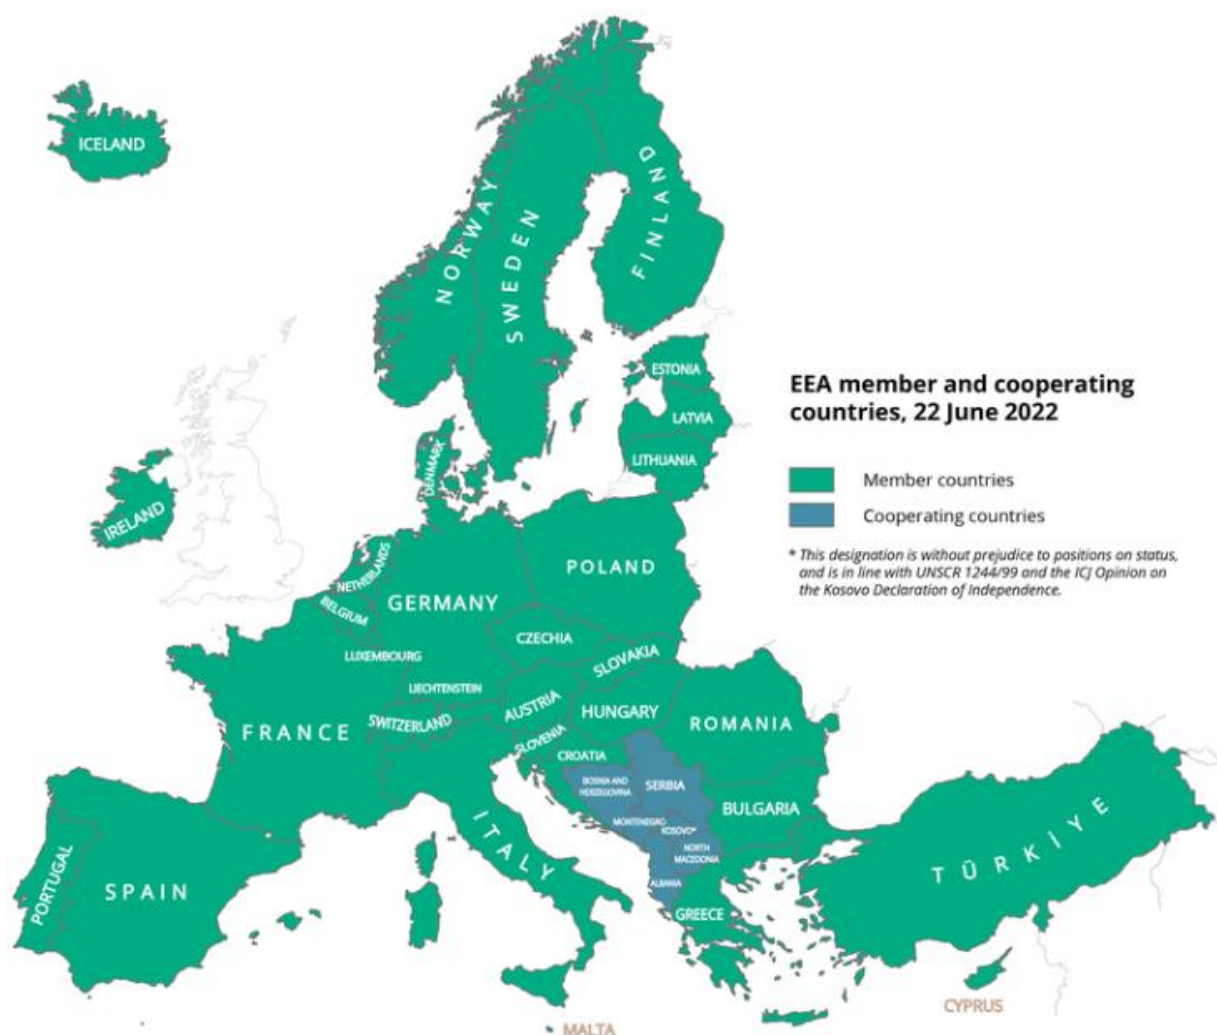 ICELAND
NORWAY
SWEDEN
FINLAND
ESTONIA
LATVIA
LITHUANIA
EEA member and cooperating
countries, 22 June 2022
Member countries
Cooperating countries
* This designation is without prejudice to positions on status,
and is in line with UNSCR 1244/99 and the ICJ Opinion on
the Kosovo Declaration of Independence.
DENMARK
IRELAND
NETHERLANDS
BELGIUM
GERMANY
POLAND
CZECHIA
LUXEMBOURG
SLOVAKIA
LIECHTENSTEIN
AUSTRIA
HUNGARY
FRANCE
SWITZERLAND
ROMANIA
SLOVENIA
CROATIA
BOSNIA AND
HERZEGOVINA
SERBIA
BULGARIA
MONTENEGRO
KOSOVO*
NORTH
MACEDONIA
ITALY
TÜRKİYE
PORTUGAL
SPAIN
ALBANIA
GREECE
CYPRUS
MALTA